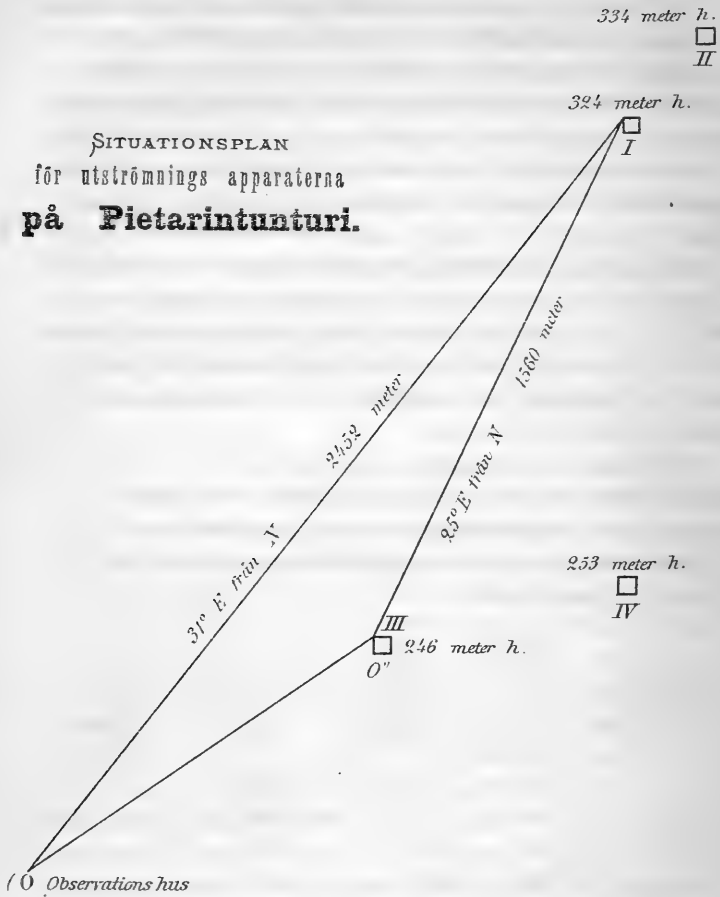 334 meter h.
II
324 meter h.
I
SITUATIONSPLAN
för utströmnings apparaterna
på Pietarintunturi.
2452 meter
31° E från N
1560 meter
25° E från N
253 meter h.
IV
III
246 meter h.
O"
O Observations hus